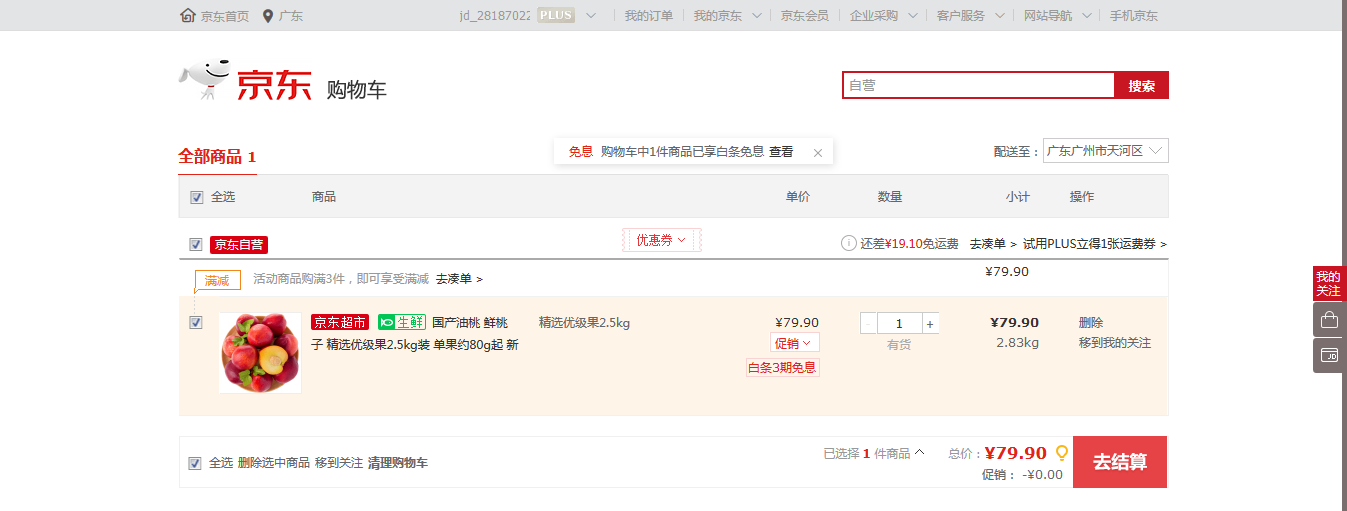 京东首页 广东 jd_28187022 PLUS 我的订单 我的京东 京东会员 企业采购 客户服务 网站导航 手机京东
京东 购物车 自营 搜索
全部商品 1 免息 购物车中1件商品已享白条免息 查看 × 配送至： 广东广州市天河区
全选 商品 单价 数量 小计 操作
京东自营 优惠券 还差¥19.10免运费 去凑单 > 试用PLUS立得1张运费券 >
满减 活动商品购满3件，即可享受满减 去凑单 > ¥79.90
京东超市 生鲜 国产油桃 鲜桃 精选优级果2.5kg ¥79.90 - 1 + ¥79.90 删除
子 精选优级果2.5kg装 单果约80g起 新 促销 有货 2.83kg 移到我的关注
白条3期免息
全选 删除选中商品 移到关注 清理购物车 已选择 1 件商品 总价： ¥79.90 去结算
促销： -¥0.00
我的
关注
JD